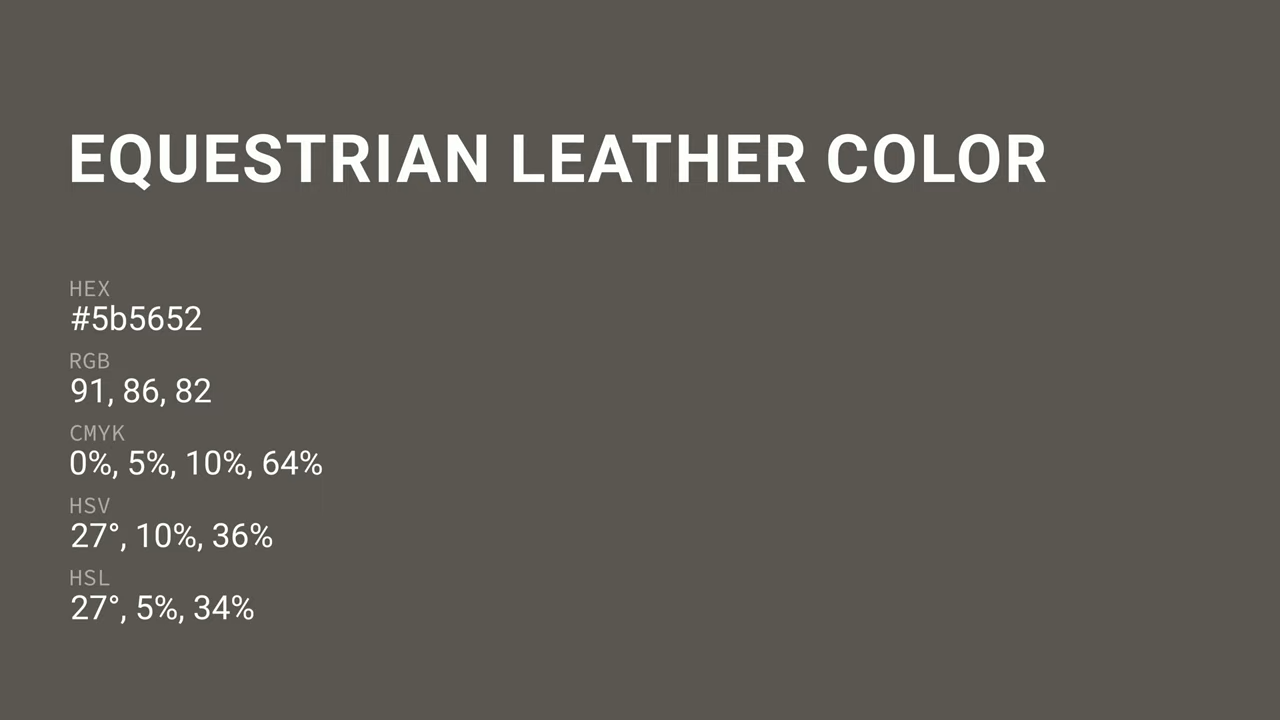 EQUESTRIAN LEATHER COLOR
HEX
#5b5652
RGB
91, 86, 82
CMYK
0%, 5%, 10%, 64%
HSV
27°, 10%, 36%
HSL
27°, 5%, 34%